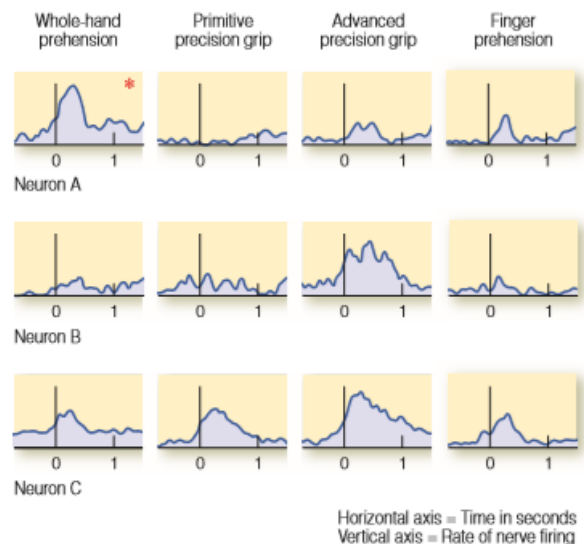 Whole-hand prehension
Primitive precision grip
Advanced precision grip
Finger prehension
*
0 1 0 1 0 1 0 1
Neuron A
0 1 0 1 0 1 0 1
Neuron B
0 1 0 1 0 1 0 1
Neuron C
Horizontal axis = Time in seconds
Vertical axis = Rate of nerve firing